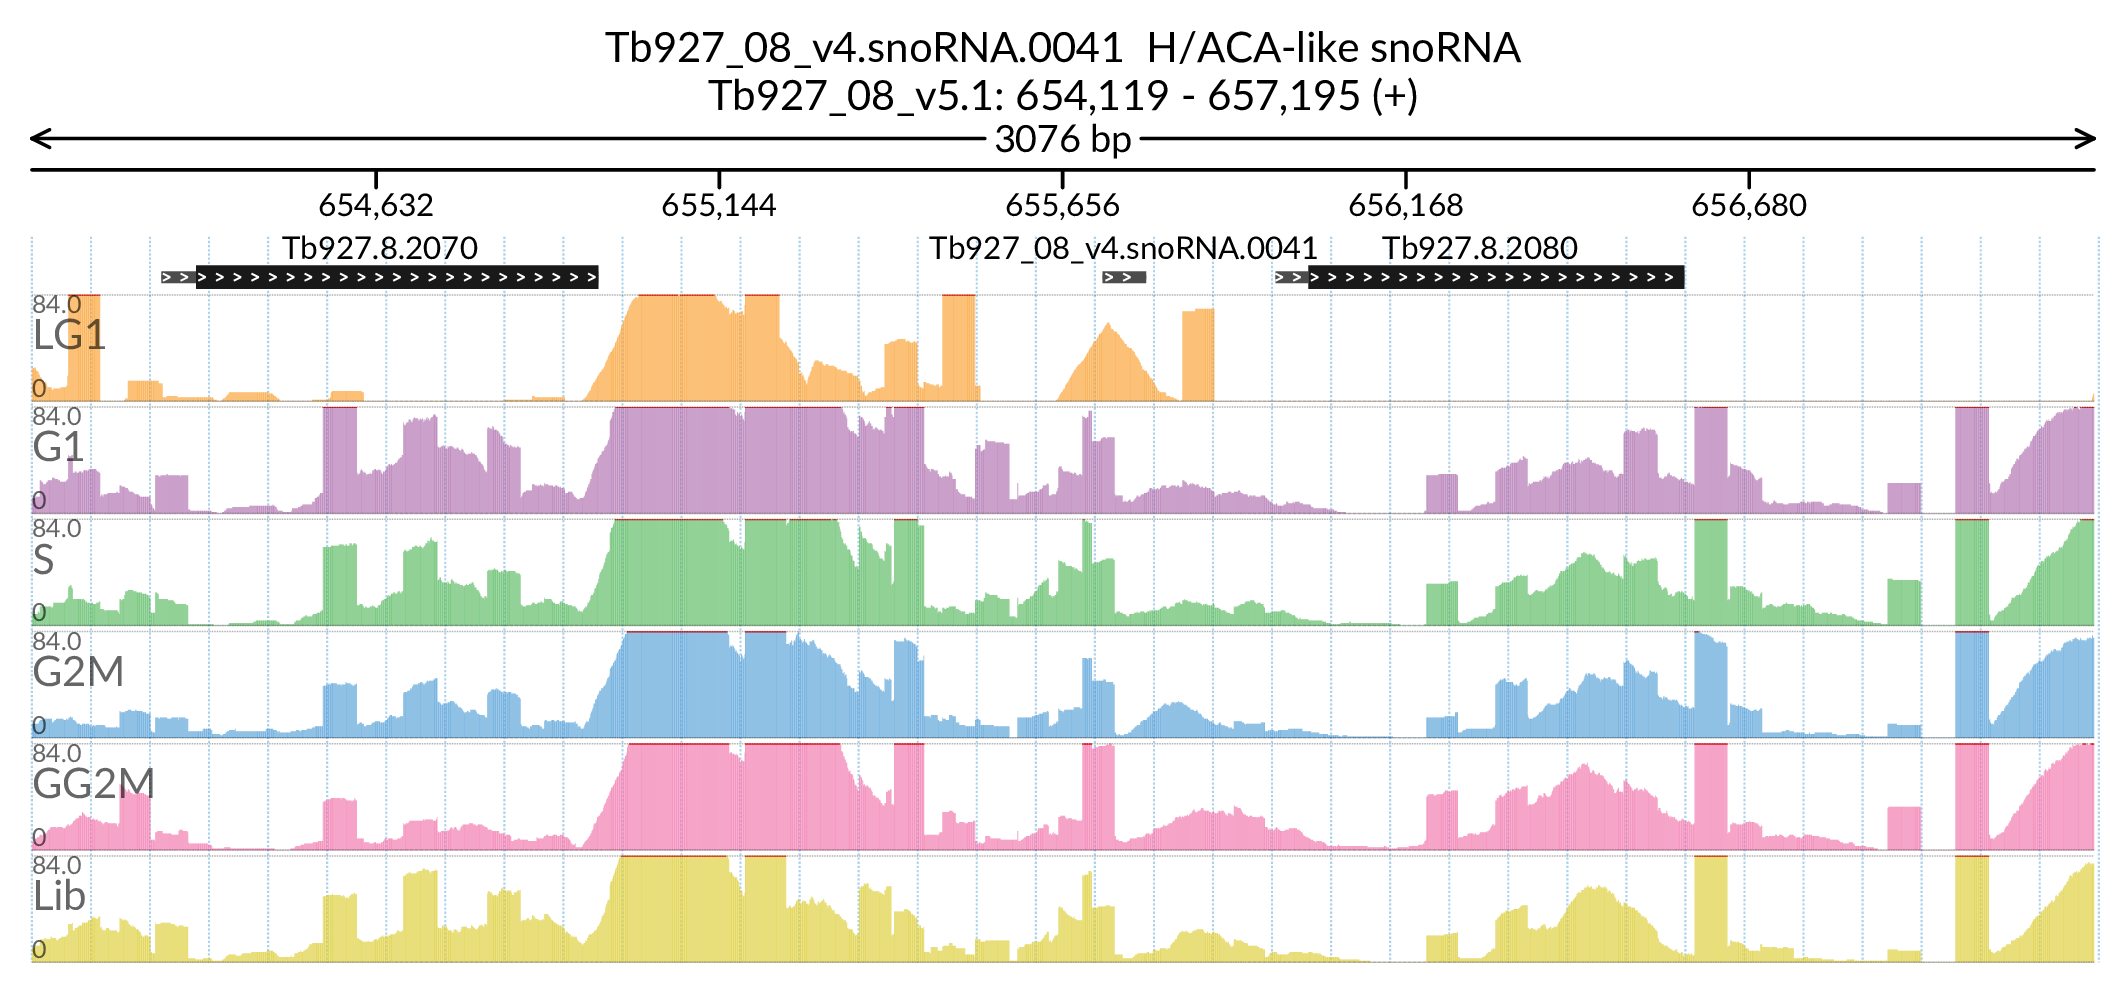 Tb927_08_v4.snoRNA.0041 H/ACA-like snoRNA
Tb927_08_v5.1: 654,119 - 657,195 (+)
3076 bp
654,632 655,144 655,656 656,168 656,680
Tb927.8.2070 Tb927_08_v4.snoRNA.0041 Tb927.8.2080
84.0
LG1
0
84.0
G1
0
84.0
S
0
84.0
G2M
0
84.0
GG2M
0
84.0
Lib
0